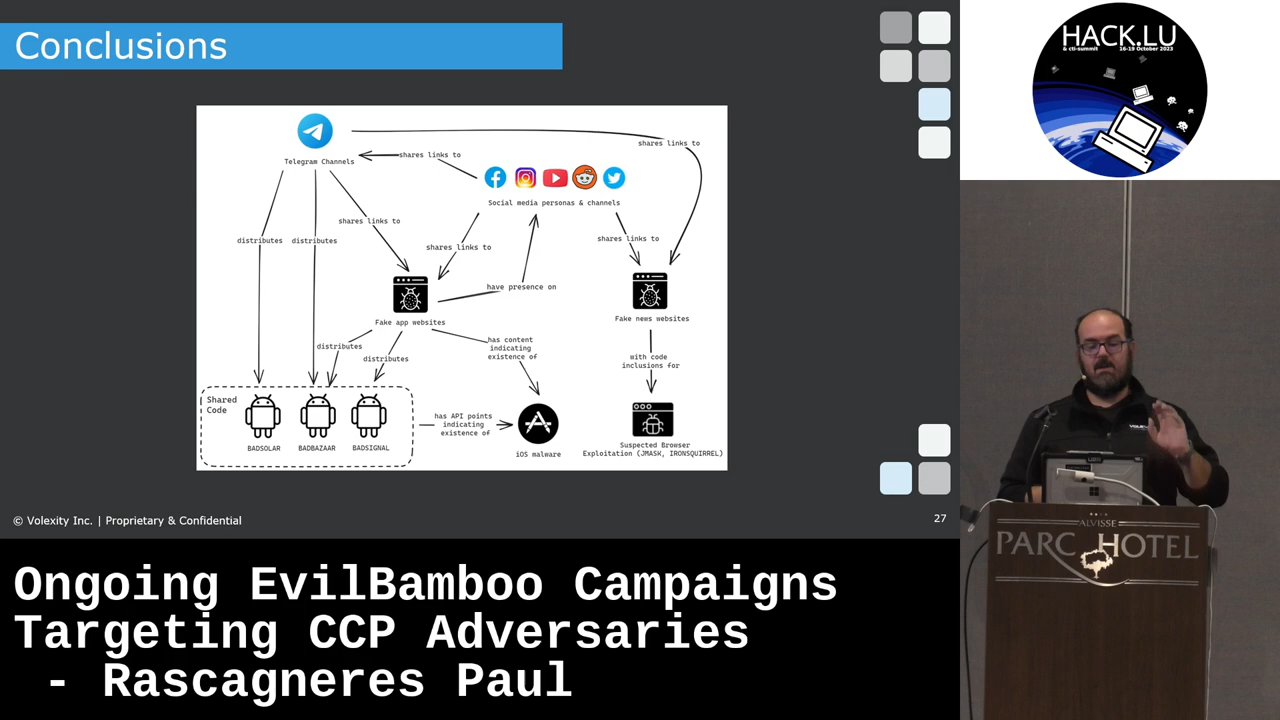 Conclusions
Telegram Channels
shares links to
shares links to
Social media personas & channels
distributes
distributes
shares links to
shares links to
shares links to
have presence on
Fake app websites
Fake news websites
distributes
distributes
has content
indicating
existence of
with code
inclusions for
Shared
Code
BADSOLAR
BADBAZAAR
BADSIGNAL
has API points
indicating
existence of
iOS malware
Suspected Browser
Exploitation (JMASK, IRONSQUIRREL)
© Volexity Inc. | Proprietary & Confidential
27
HACK.LU
& cti-summit 16-19 October 2023
ALVISSE
PARC HOTEL
Ongoing EvilBamboo Campaigns
Targeting CCP Adversaries
- Rascagneres Paul